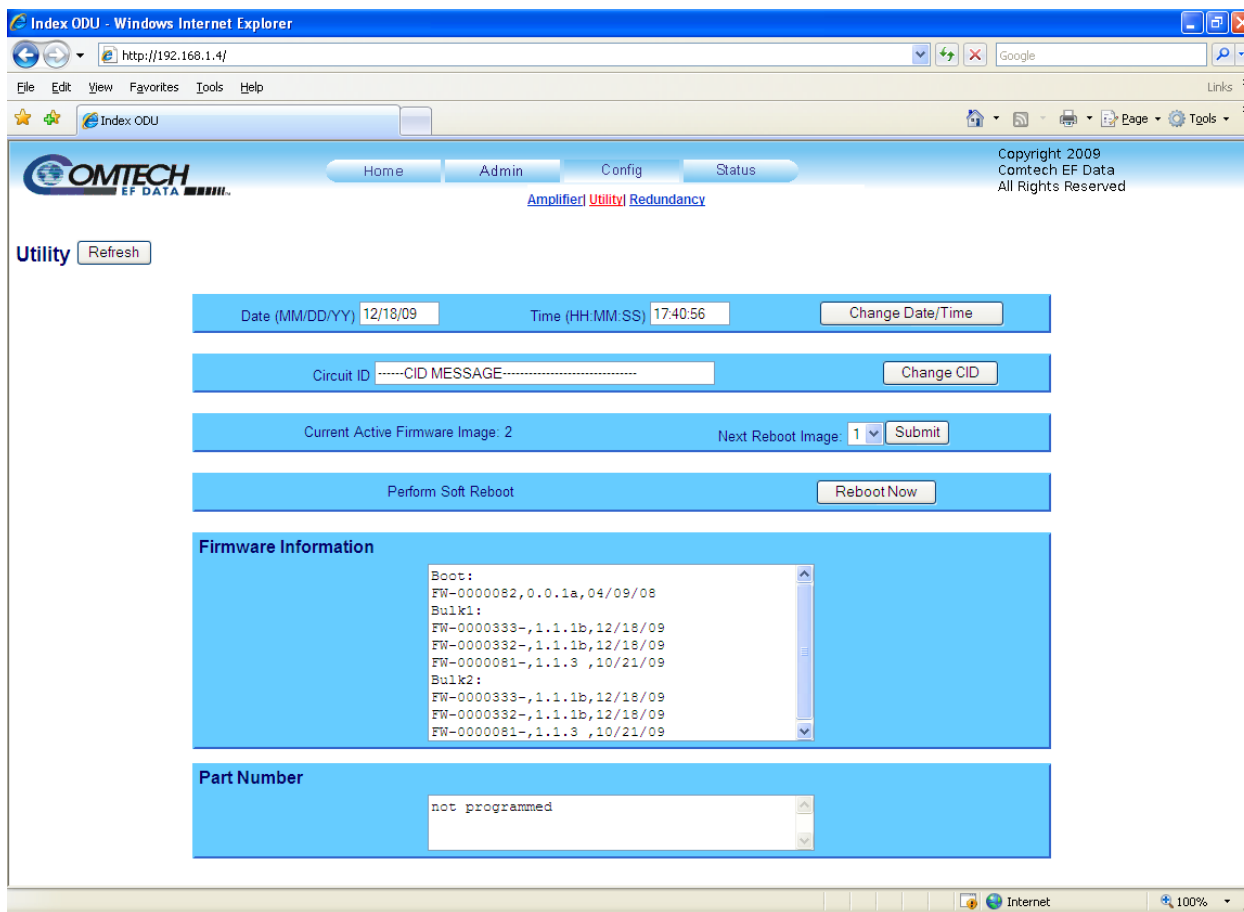 Index ODU - Windows Internet Explorer
http://192.168.1.4/
Google
File Edit View Favorites Tools Help
Links
Index ODU
Page Tools
COMTECH
EF DATA
Home Admin Config Status
Copyright 2009
Comtech EF Data
All Rights Reserved
Amplifier| Utility| Redundancy
Utility Refresh
Date (MM/DD/YY) 12/18/09 Time (HH:MM:SS) 17:40:56 Change Date/Time
Circuit ID ------CID MESSAGE------------------------------- Change CID
Current Active Firmware Image: 2 Next Reboot Image: 1 Submit
Perform Soft Reboot Reboot Now
Firmware Information
Boot:
FW-0000082,0.0.1a,04/09/08
Bulk1:
FW-0000333-,1.1.1b,12/18/09
FW-0000332-,1.1.1b,12/18/09
FW-0000081-,1.1.3 ,10/21/09
Bulk2:
FW-0000333-,1.1.1b,12/18/09
FW-0000332-,1.1.1b,12/18/09
FW-0000081-,1.1.3 ,10/21/09
Part Number
not programmed
Internet 100%